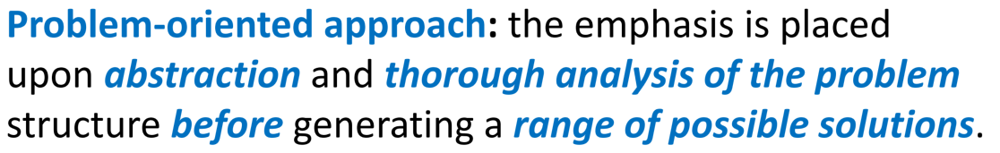 Problem-oriented approach: the emphasis is placed
upon abstraction and thorough analysis of the problem
structure before generating a range of possible solutions.